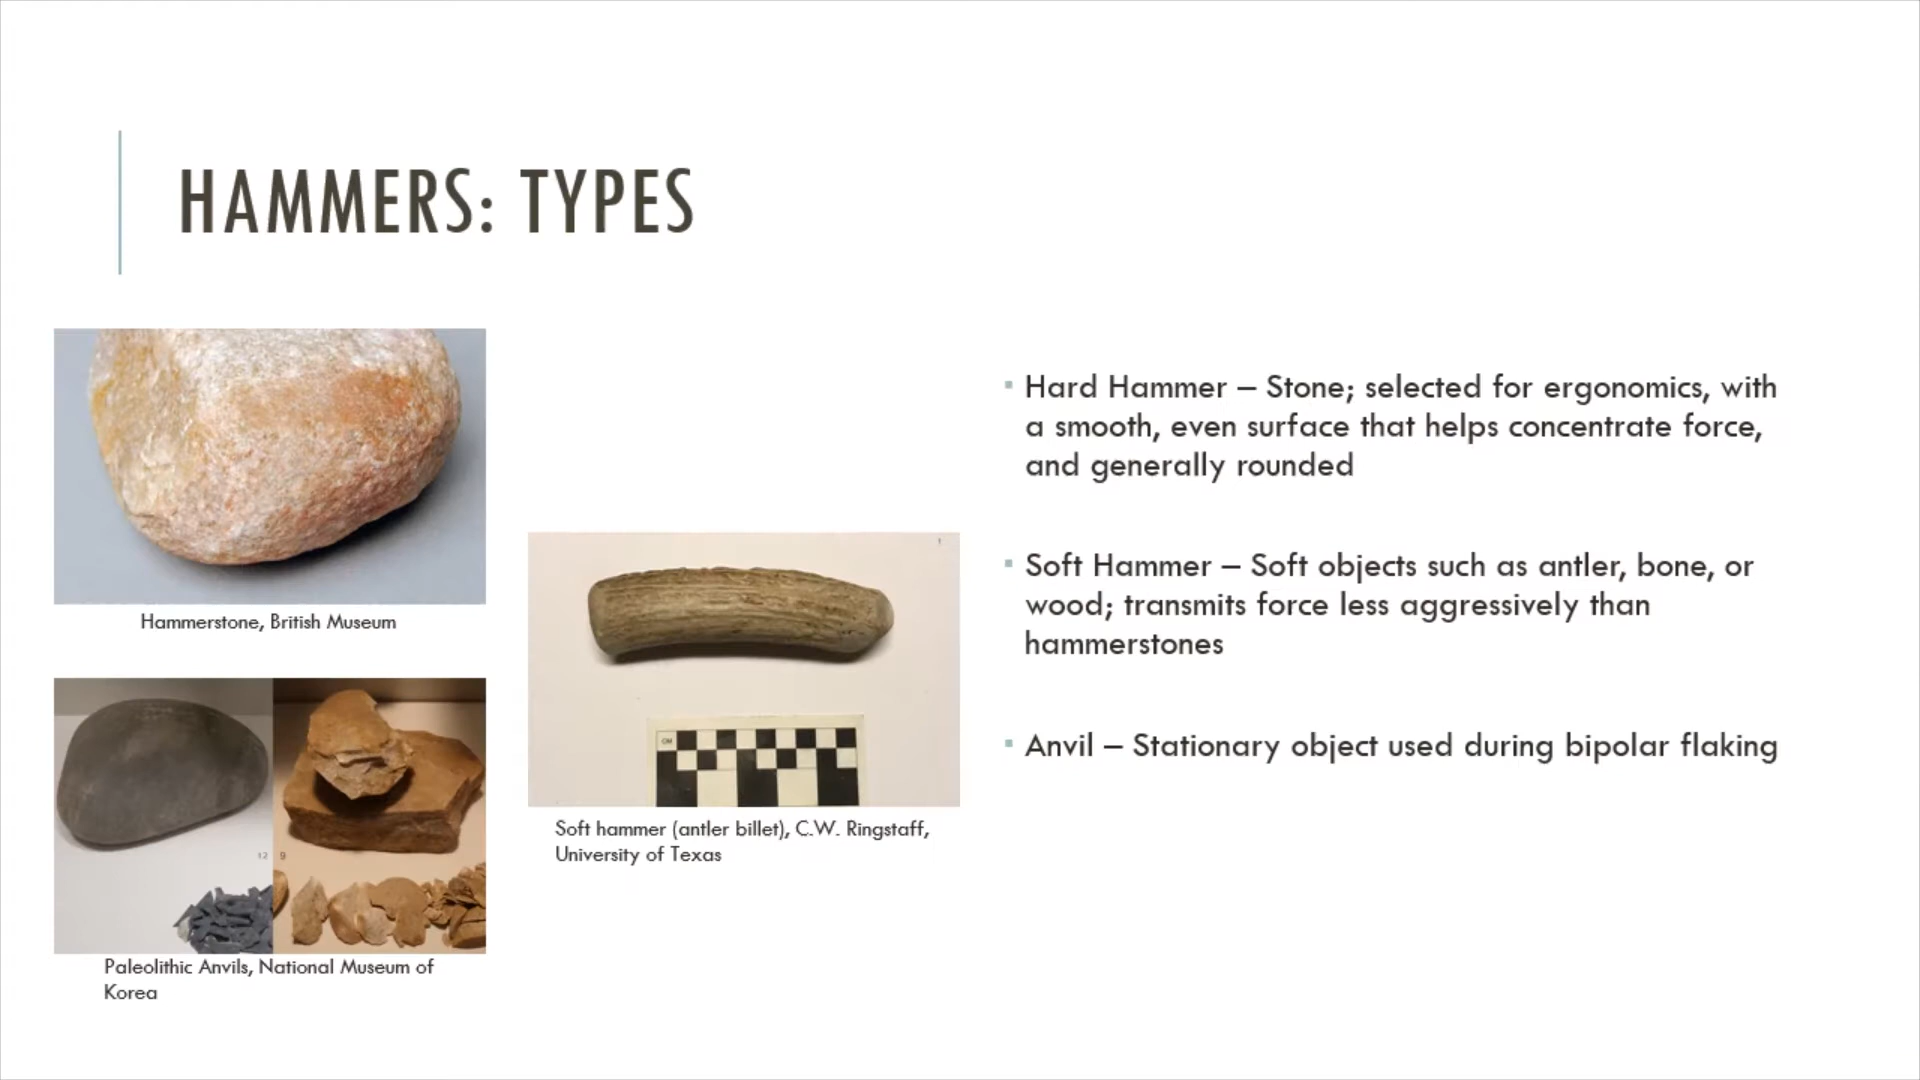 HAMMERS: TYPES
Hammerstone, British Museum
12 9
Paleolithic Anvils, National Museum of
Korea
CM
Soft hammer (antler billet), C.W. Ringstaff,
University of Texas
▪ Hard Hammer – Stone; selected for ergonomics, with
a smooth, even surface that helps concentrate force,
and generally rounded
▪ Soft Hammer – Soft objects such as antler, bone, or
wood; transmits force less aggressively than
hammerstones
▪ Anvil – Stationary object used during bipolar flaking